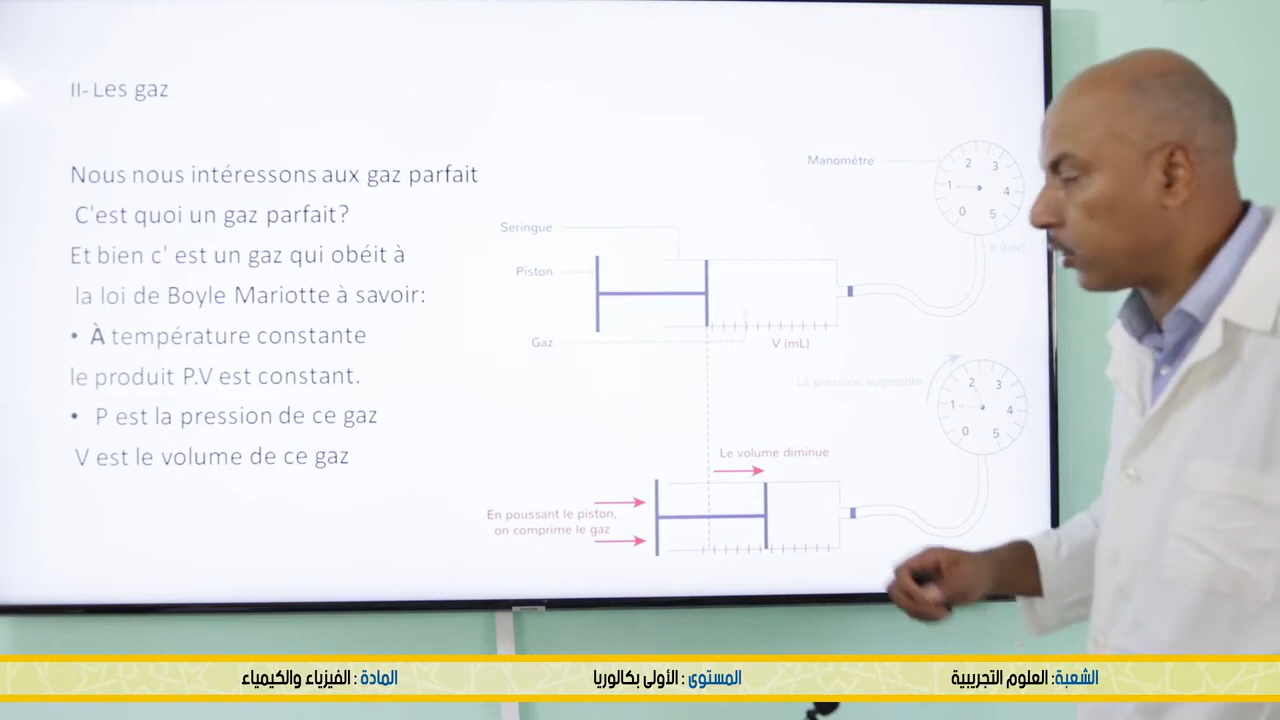 II- Les gaz
Nous nous intéressons aux gaz parfait
C'est quoi un gaz parfait?
Et bien c' est un gaz qui obéit à
la loi de Boyle Mariotte à savoir:
• À température constante
le produit P.V est constant.
• P est la pression de ce gaz
V est le volume de ce gaz
Manomètre
0 1 2 3 4 5
Seringue
Piston
Gaz
V (mL)
La pression augmente
0 1 2 3 4 5
Le volume diminue
En poussant le piston,
on comprime le gaz
الشعبة: العلوم التجريبية
المستوى : الأولى بكالوريا
المادة : الفيزياء والكيمياء